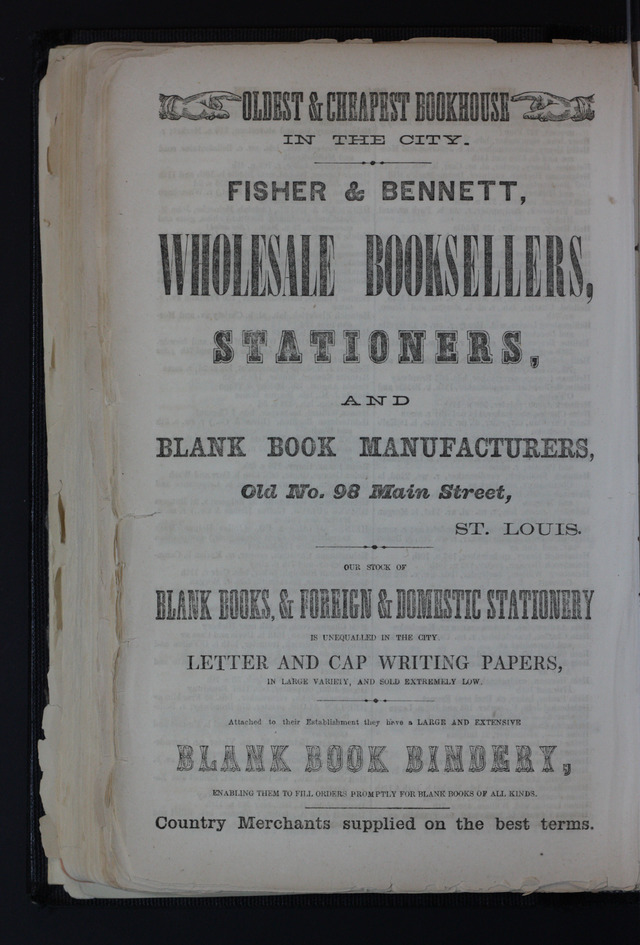 OLDEST & CHEAPEST BOOKHOUSE
IN THE CITY.
FISHER & BENNETT,
WHOLESALE BOOKSELLERS,
STATIONERS,
AND
BLANK BOOK MANUFACTURERS,
Old No. 98 Main Street,
ST. LOUIS.
OUR STOCK OF
BLANK BOOKS, & FOREIGN & DOMESTIC STATIONERY
IS UNEQUALLED IN THE CITY.
LETTER AND CAP WRITING PAPERS,
IN LARGE VARIETY, AND SOLD EXTREMELY LOW.
Attached to their Establishment they have a LARGE AND EXTENSIVE
BLANK BOOK BINDERY,
ENABLING THEM TO FILL ORDERS PROMPTLY FOR BLANK BOOKS OF ALL KINDS.
Country Merchants supplied on the best terms.